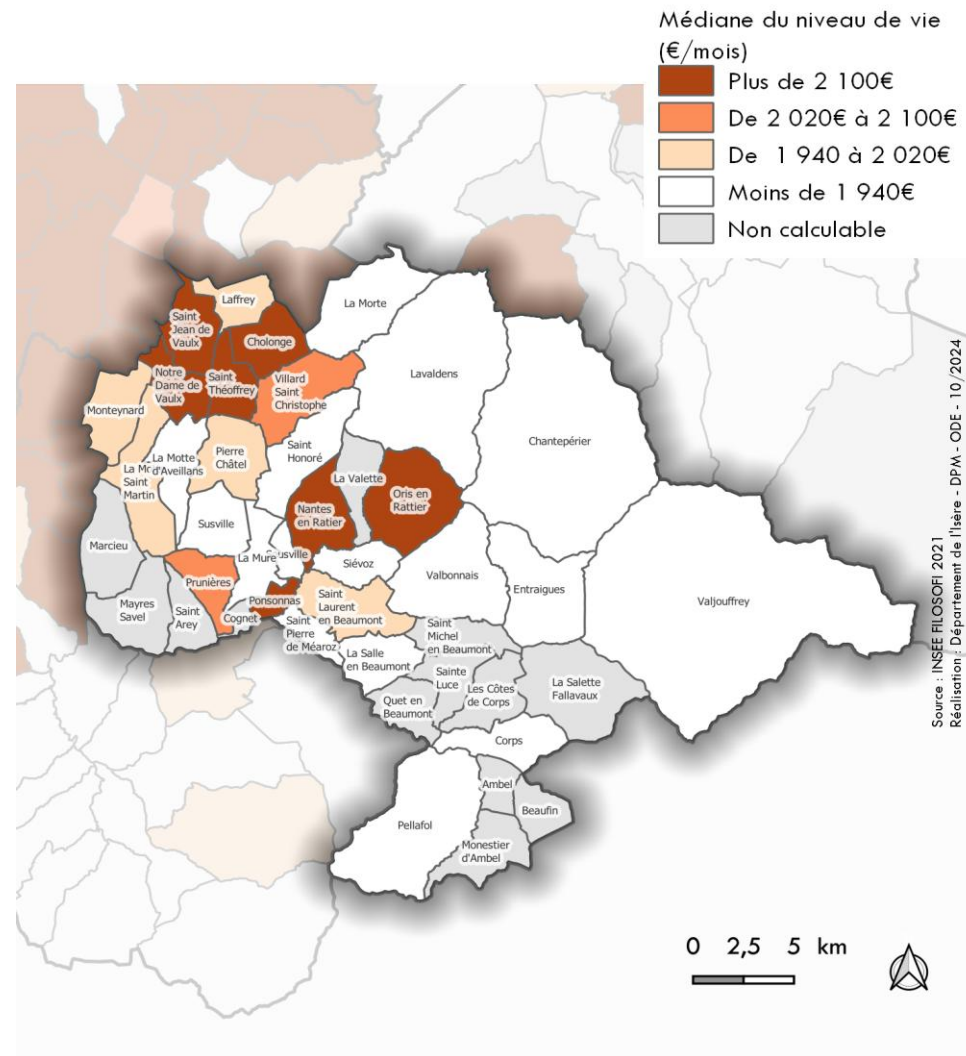 Médiane du niveau de vie
(€/mois)
Plus de 2 100€
De 2 020€ à 2 100€
De 1 940 à 2 020€
Moins de 1 940€
Non calculable
Laffrey
La Morte
Saint
Jean de
Vaulx
Cholonge
Notre
Dame de
Vaulx
Saint
Théoffrey
Villard
Saint
Christophe
Lavaldens
Monteynard
Chantepérier
La Motte
d'Aveillans
Pierre
Châtel
Saint
Honoré
La Mo
Saint
Martin
La Valette
Oris en
Rattier
Nantes
en Ratier
Susville
Marcieu
La Mure
Sousville
Siévoz
Prunières
Valbonnais
Entraigues
Valjouffrey
Mayres
Savel
Saint
Arey
Cognet
Ponsonnas
Saint
Laurent
en Beaumont
Saint
Pierre
de Méaroz
Saint
Michel
en Beaumont
La Salle
en Beaumont
Sainte
Luce
Les Côtes
de Corps
La Salette
Fallavaux
Quet en
Beaumont
Corps
Ambel
Beaufin
Pellafol
Monestier
d'Ambel
0 2,5 5 km
Source : INSEE FILOSOFI 2021
Réalisation : Département de l'Isère - DPM - ODE - 10/2024